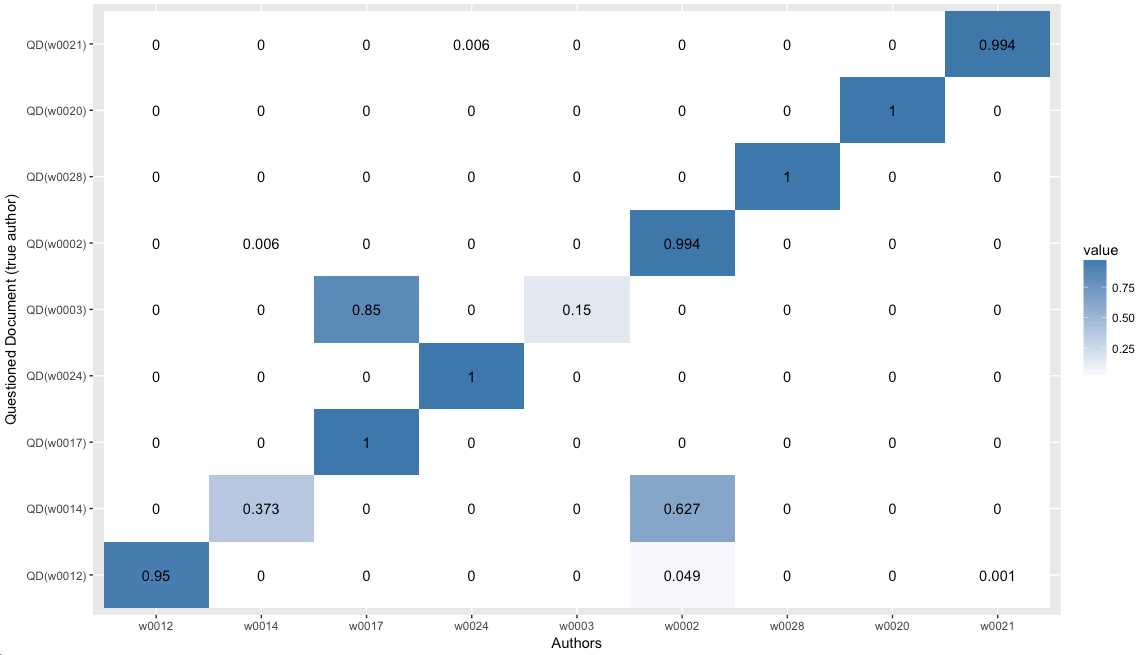 QD(w0021) 0 0 0 0.006 0 0 0 0 0.994
QD(w0020) 0 0 0 0 0 0 0 1 0
QD(w0028) 0 0 0 0 0 0 1 0 0
QD(w0002) 0 0.006 0 0 0 0.994 0 0 0
QD(w0003) 0 0 0.85 0 0.15 0 0 0 0
QD(w0024) 0 0 0 1 0 0 0 0 0
QD(w0017) 0 0 1 0 0 0 0 0 0
QD(w0014) 0 0.373 0 0 0 0.627 0 0 0
QD(w0012) 0.95 0 0 0 0 0.049 0 0 0.001
w0012 w0014 w0017 w0024 w0003 w0002 w0028 w0020 w0021
Authors
Questioned Document (true author)
value
0.75
0.50
0.25